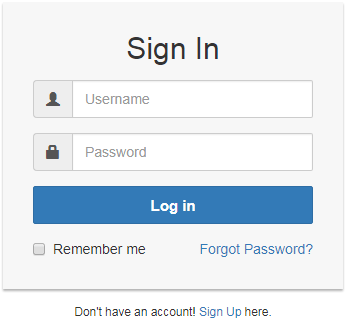 Sign In
Username
Password
Log in
Remember me Forgot Password?
Don't have an account! Sign Up here.